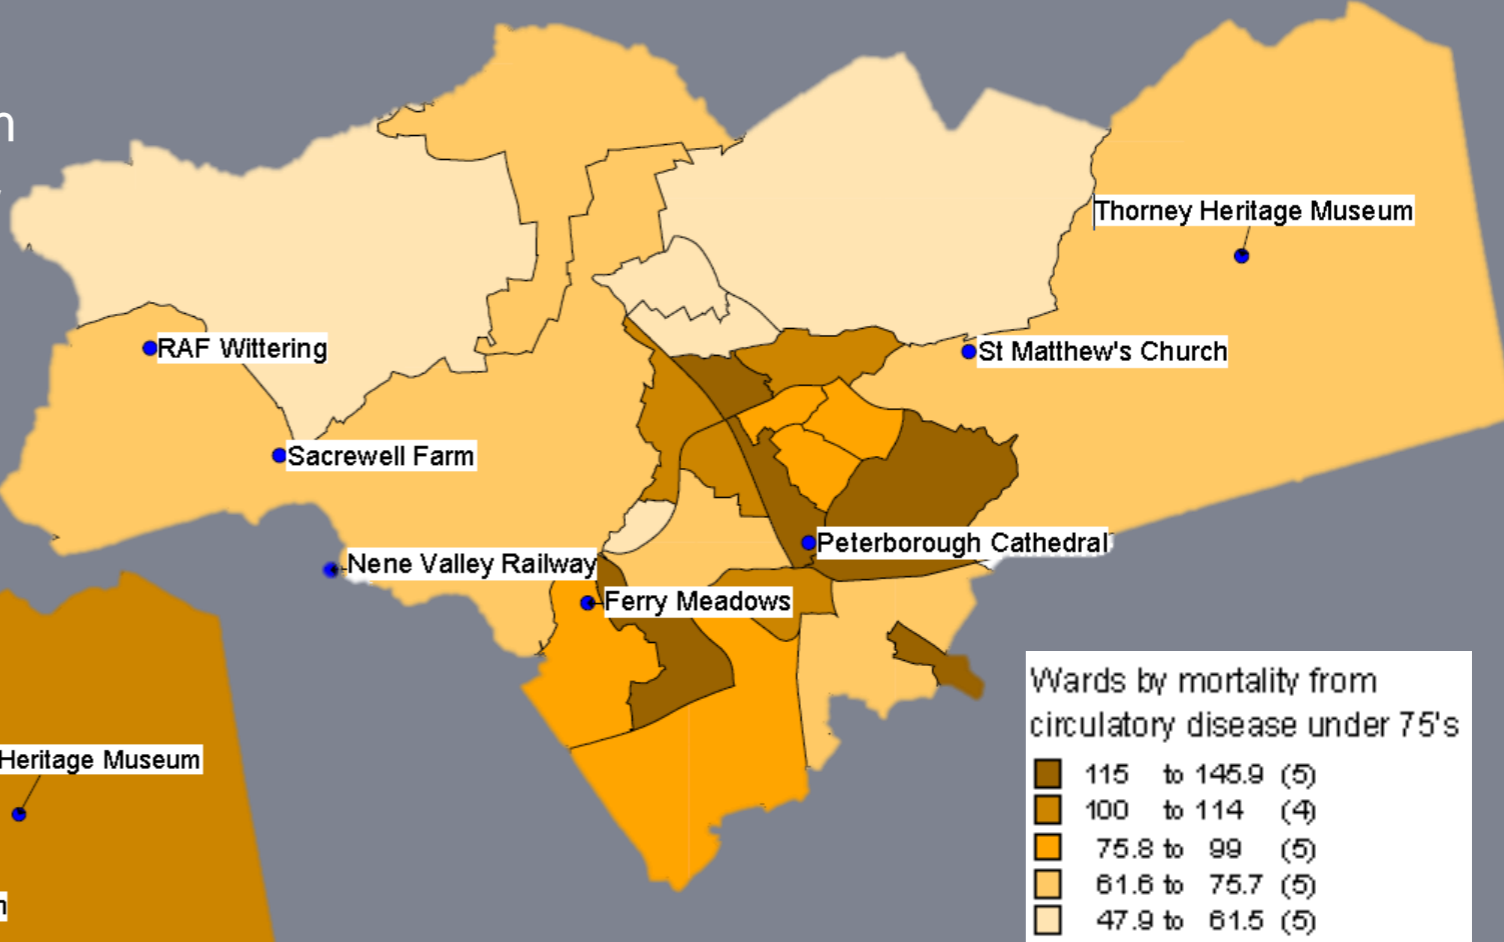 n
Thorney Heritage Museum
RAF Wittering
St Matthew's Church
Sacrewell Farm
Peterborough Cathedral
Nene Valley Railway
Ferry Meadows
Heritage Museum
n
Wards by mortality from
circulatory disease under 75's
115 to 145.9 (5)
100 to 114 (4)
75.8 to 99 (5)
61.6 to 75.7 (5)
47.9 to 61.5 (5)